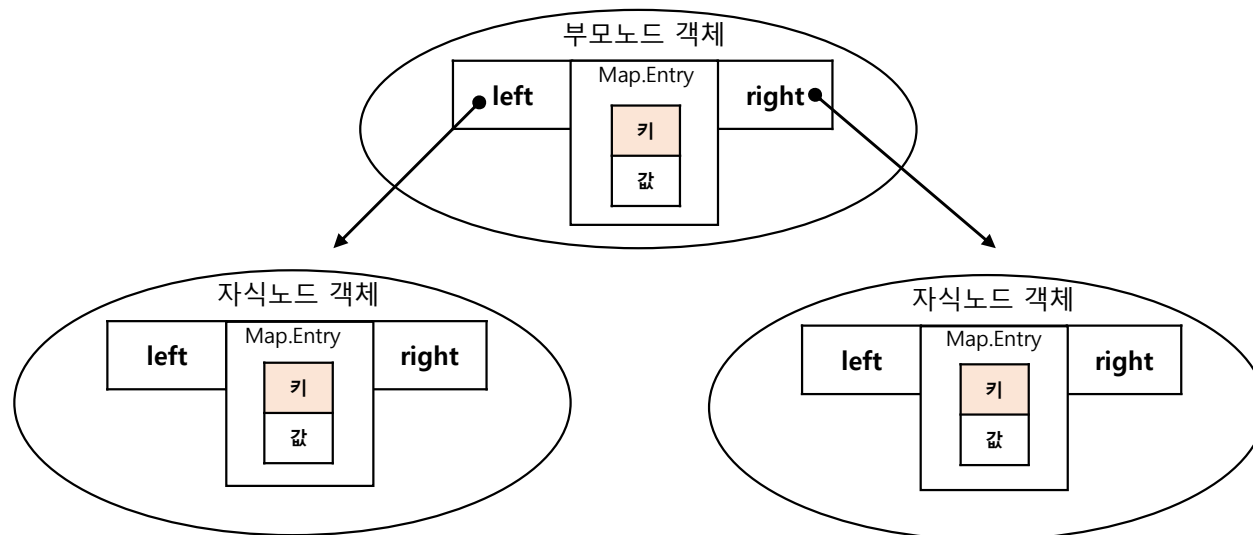 부모노드 객체
left
Map.Entry
right
키
값
자식노드 객체
left
Map.Entry
right
키
값
자식노드 객체
left
Map.Entry
right
키
값